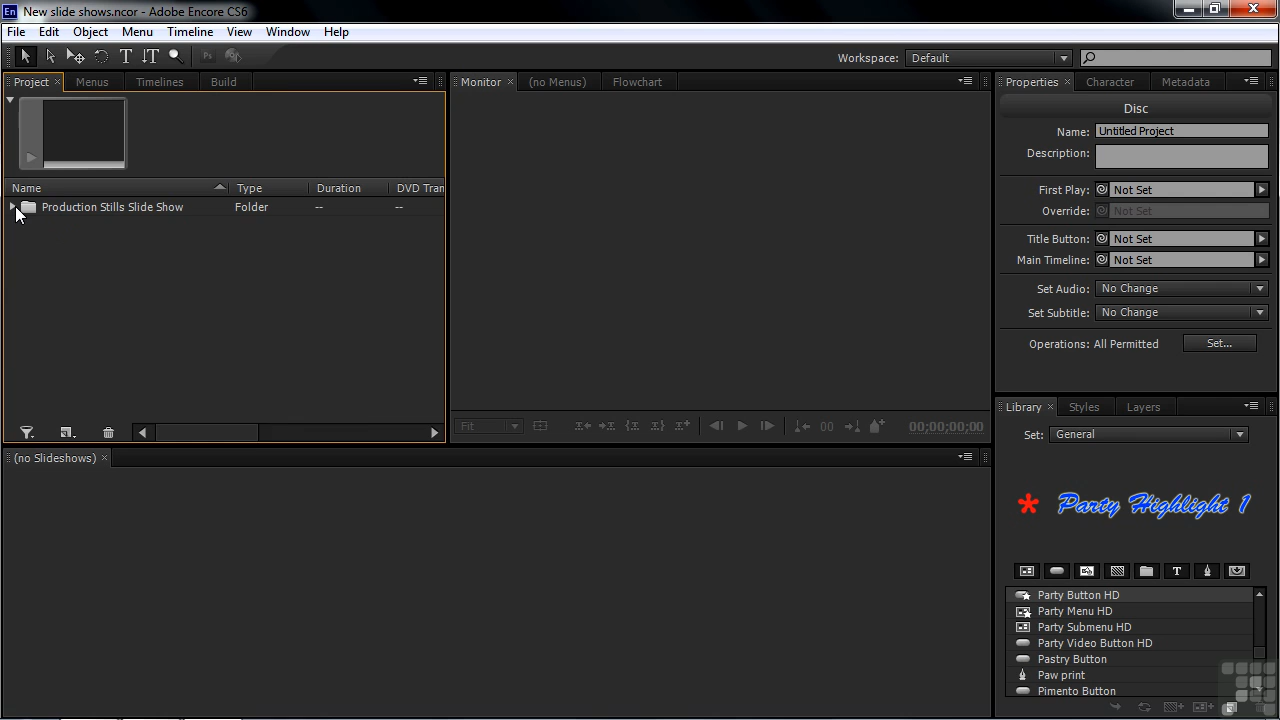 En New slide shows.ncor - Adobe Encore CS6
File Edit Object Menu Timeline View Window Help
Workspace: Default
Project Menus Timelines Build
Monitor (no Menus) Flowchart
Properties Character Metadata
Disc
Name: Untitled Project
Description:
Name Type Duration DVD Tran
Production Stills Slide Show Folder -- --
First Play: Not Set
Override: Not Set
Title Button: Not Set
Main Timeline: Not Set
Set Audio: No Change
Set Subtitle: No Change
Operations: All Permitted Set...
Fit 00 00;00;00;00
Library Styles Layers
Set: General
(no Slideshows)
* Party Highlight 1
T
Party Button HD
Party Menu HD
Party Submenu HD
Party Video Button HD
Pastry Button
Paw print
Pimento Button